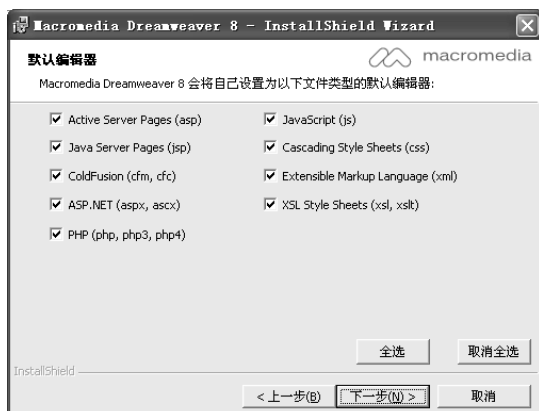 Macromedia Dreamweaver 8 - InstallShield Wizard
默认编辑器
macromedia
Macromedia Dreamweaver 8 会将自己设置为以下文件类型的默认编辑器:
Active Server Pages (asp)
JavaScript (js)
Java Server Pages (jsp)
Cascading Style Sheets (css)
ColdFusion (cfm, cfc)
Extensible Markup Language (xml)
ASP.NET (aspx, ascx)
XSL Style Sheets (xsl, xslt)
PHP (php, php3, php4)
全选
取消全选
InstallShield
< 上一步(B)
下一步(N) >
取消